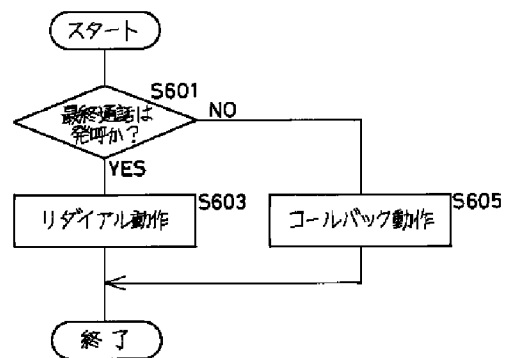 スタート
S601
最終通話は
発呼か?
NO
YES
リダイアル動作
S603
コールバック動作
S605
終了